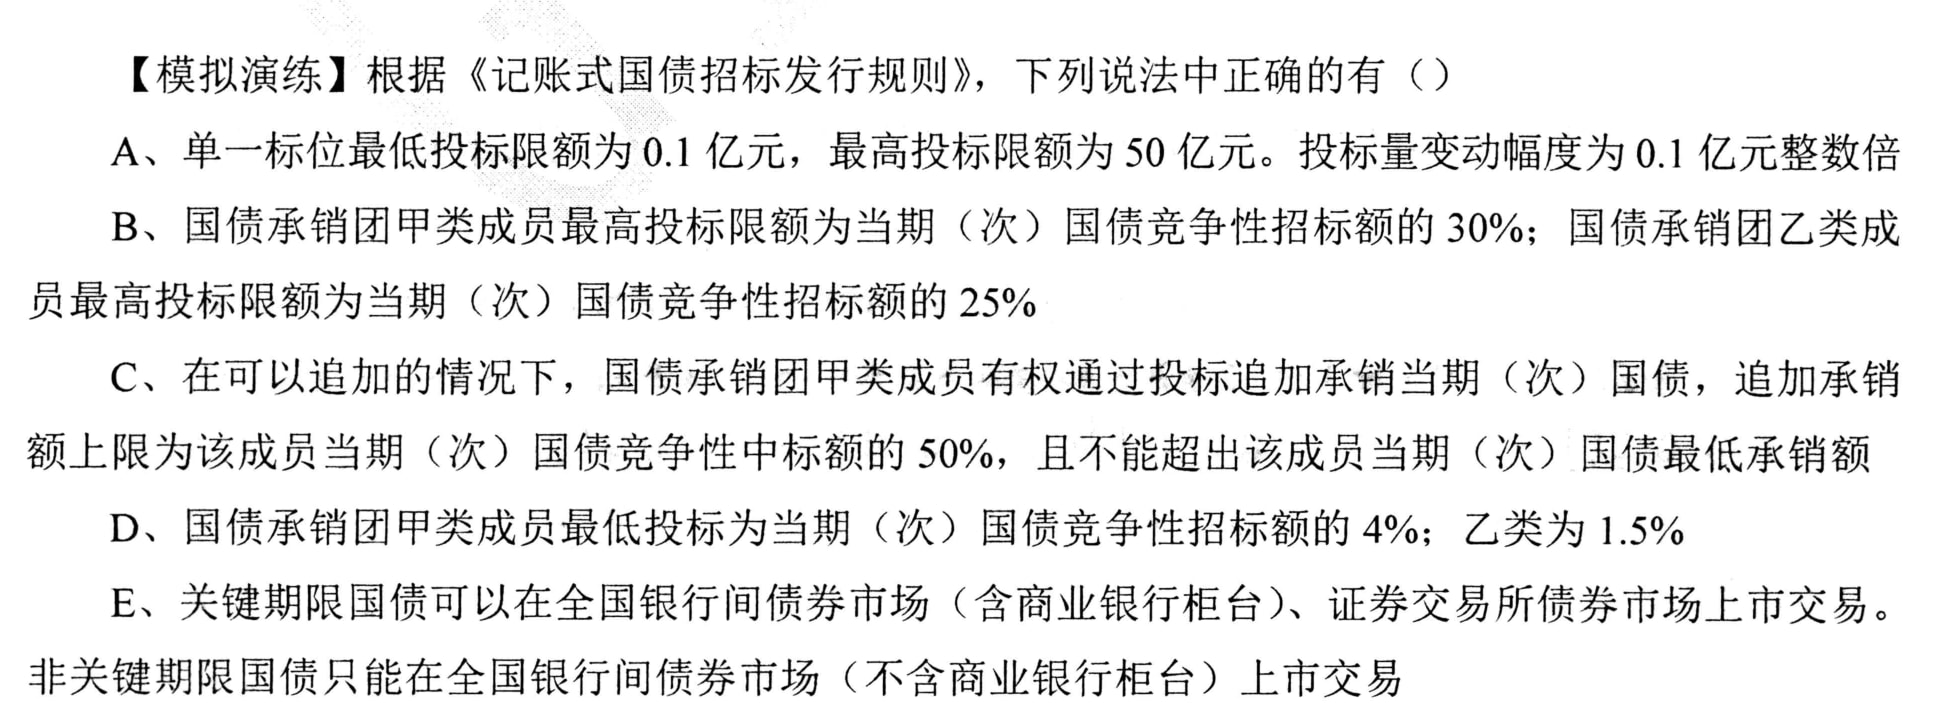 【模拟演练】根据《记账式国债招标发行规则》，下列说法中正确的有（）
A、单一标位最低投标限额为 0.1 亿元，最高投标限额为 50 亿元。投标量变动幅度为 0.1 亿元整数倍
B、国债承销团甲类成员最高投标限额为当期（次）国债竞争性招标额的 30%；国债承销团乙类成
员最高投标限额为当期（次）国债竞争性招标额的 25%
C、在可以追加的情况下，国债承销团甲类成员有权通过投标追加承销当期（次）国债，追加承销
额上限为该成员当期（次）国债竞争性中标额的 50%，且不能超出该成员当期（次）国债最低承销额
D、国债承销团甲类成员最低投标为当期（次）国债竞争性招标额的 4%；乙类为 1.5%
E、关键期限国债可以在全国银行间债券市场（含商业银行柜台）、证券交易所债券市场上市交易。
非关键期限国债只能在全国银行间债券市场（不含商业银行柜台）上市交易